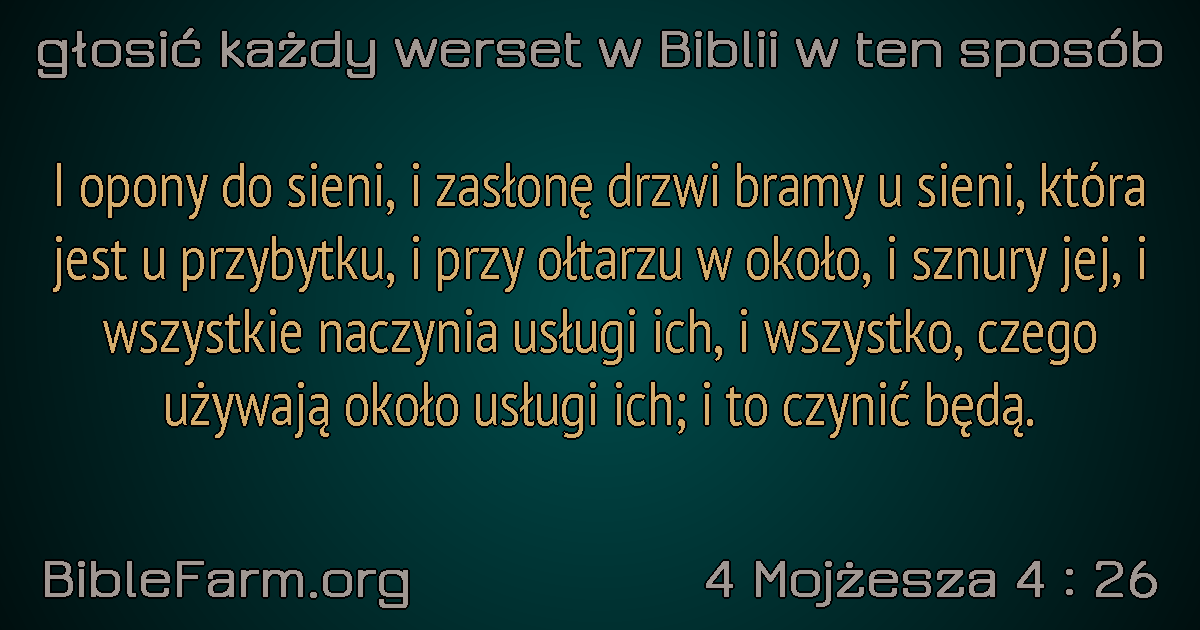 głosić każdy werset w Biblii w ten sposób
I opony do sieni, i zasłonę drzwi bramy u sieni, która
jest u przybytku, i przy ołtarzu w około, i sznury jej, i
wszystkie naczynia usługi ich, i wszystko, czego
używają około usługi ich; i to czynić będą.
BibleFarm.org
4 Mojżesza 4 : 26